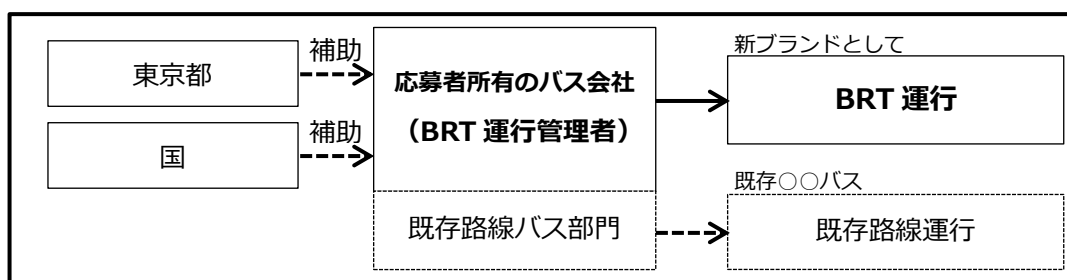 東京都
補助
国
補助
応募者所有のバス会社
（BRT 運行管理者）
既存路線バス部門
新ブランドとして
BRT 運行
既存○○バス
既存路線運行